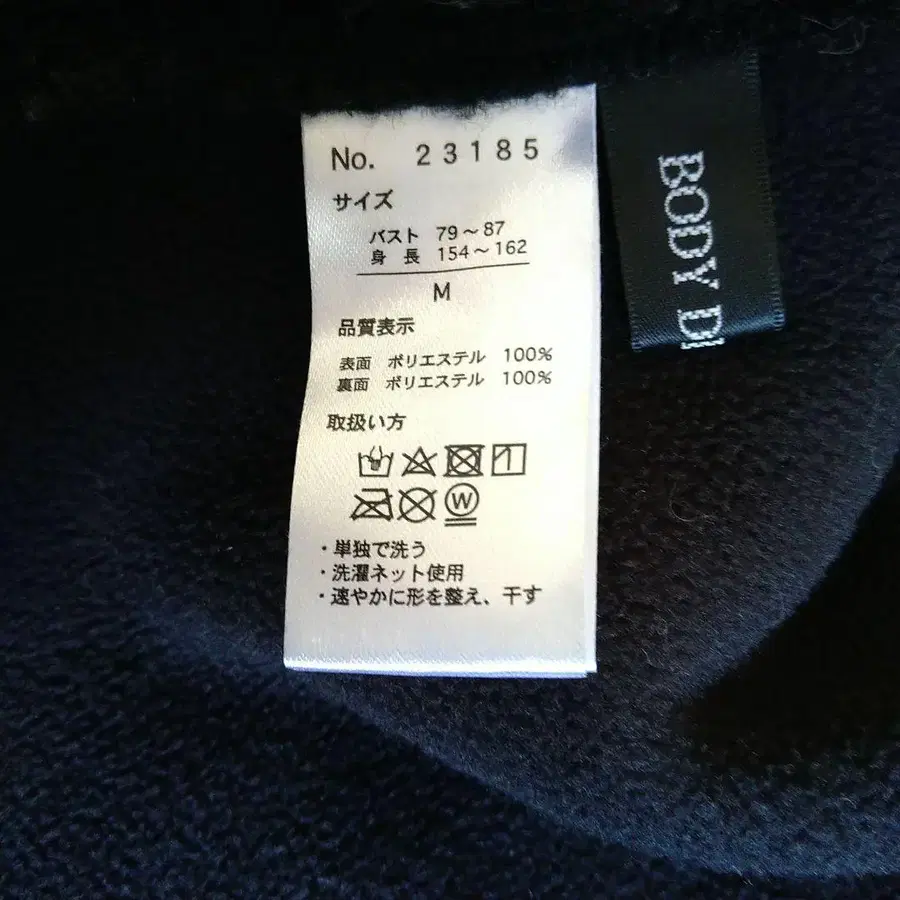 No. 23185
サイズ
バスト 79〜87
身 長 154〜162
M
品質表示
表面 ポリエステル 100%
裏面 ポリエステル 100%
取扱い方
W
・単独で洗う
・洗濯ネット使用
・速やかに形を整え、干す
BODY